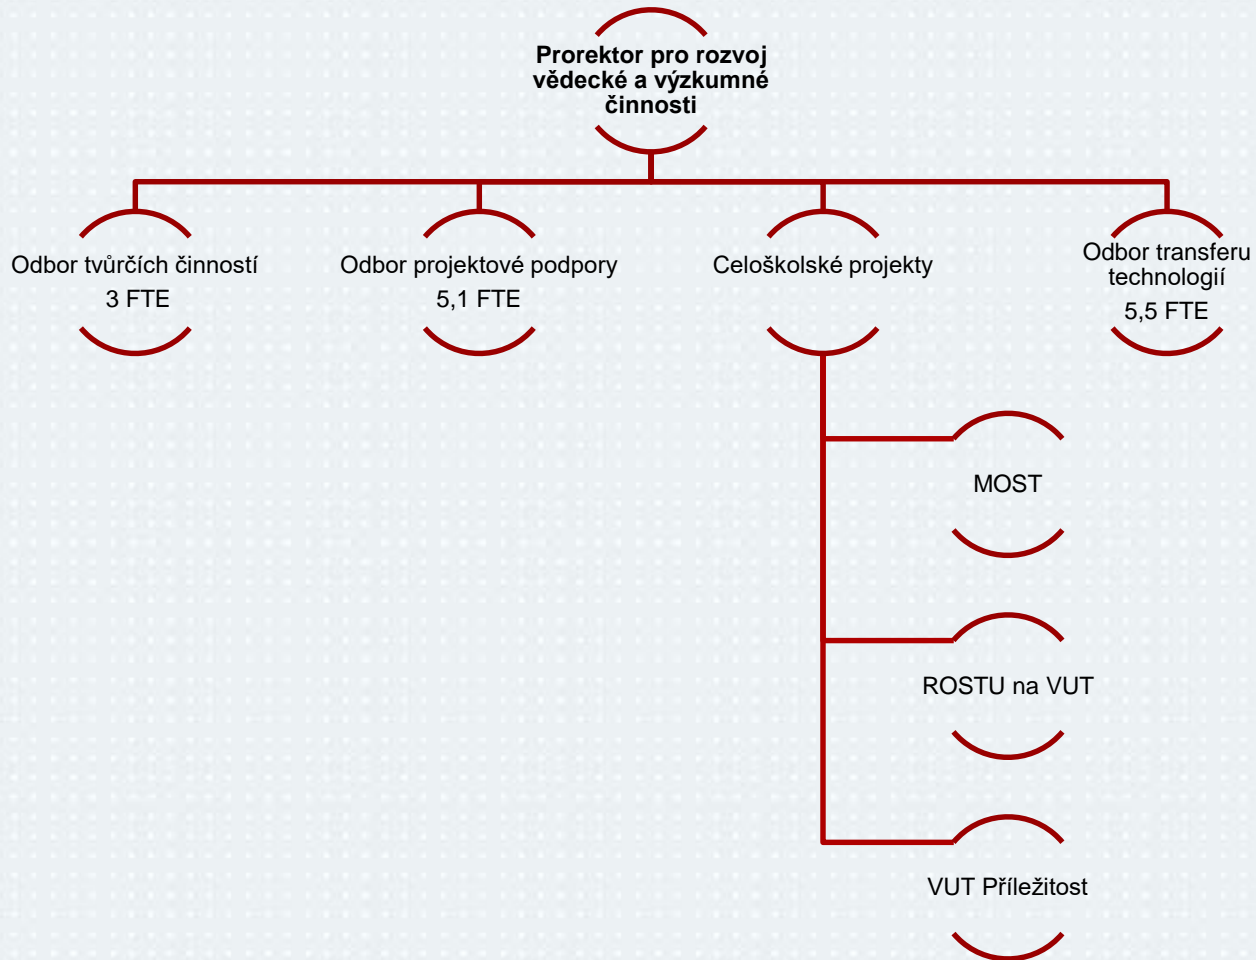 Prorektor pro rozvoj
vědecké a výzkumné
činnosti
Odbor tvůrčích činností
3 FTE
Odbor projektové podpory
5,1 FTE
Celoškolské projekty
Odbor transferu
technologií
5,5 FTE
MOST
ROSTU na VUT
VUT Příležitost